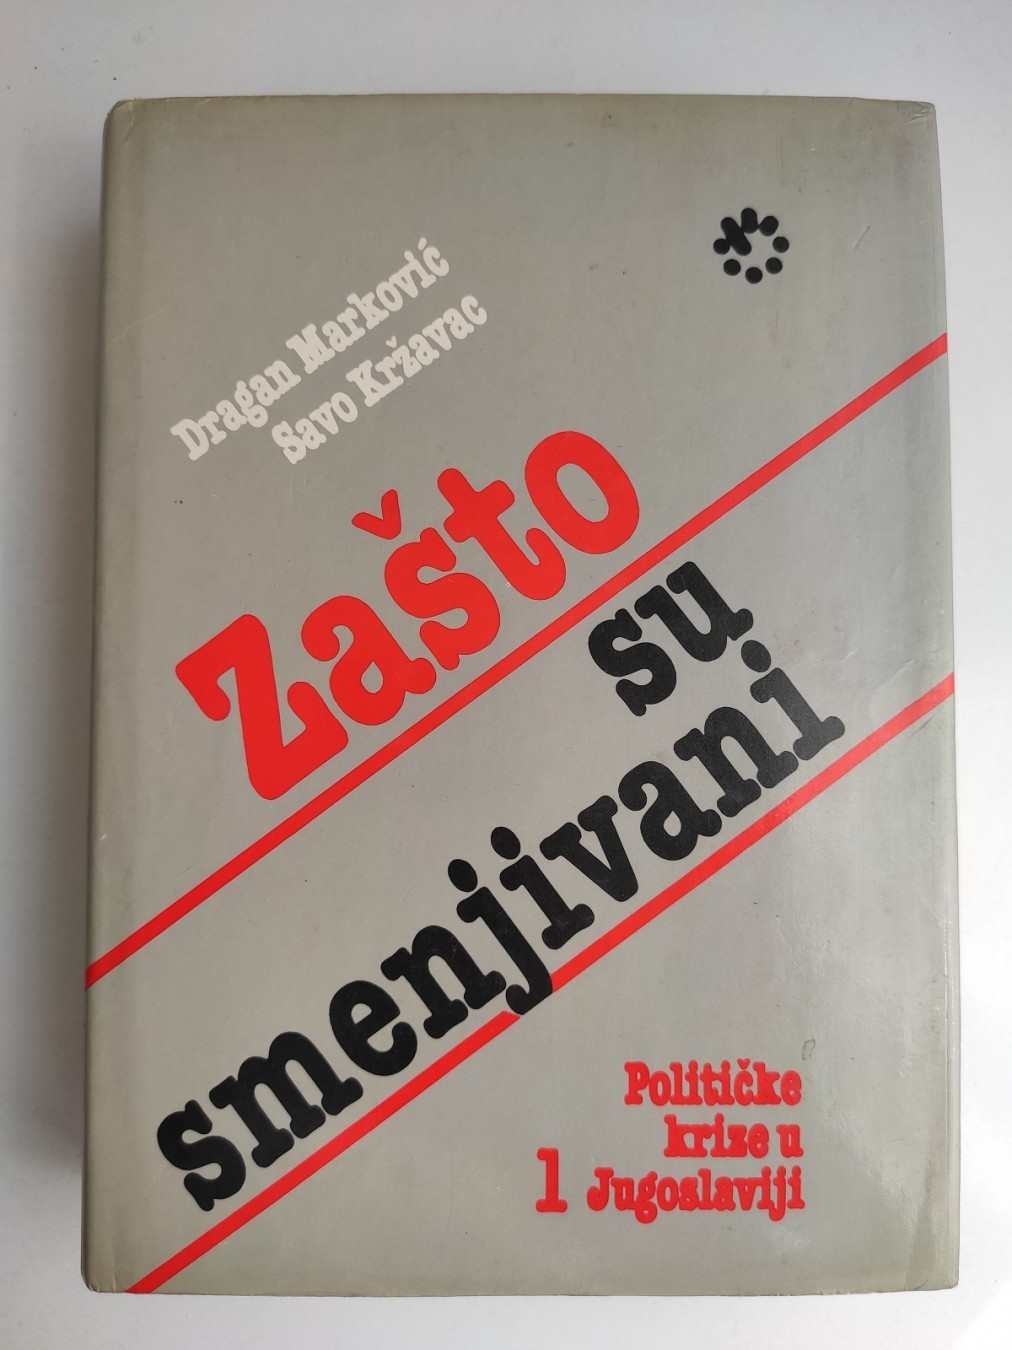 Dragan Marković
Savo Kržavac
Zašto
su
smenjivani
Političke
krize u
1 Jugoslaviji